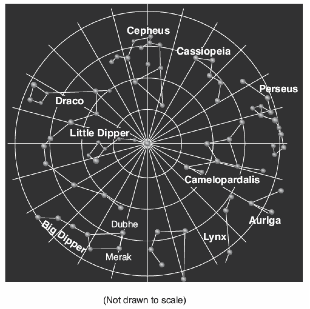 Cepheus
Cassiopeia
Perseus
Draco
Little Dipper
Camelopardalis
Auriga
Dubhe
Big Dipper
Lynx
Merak
(Not drawn to scale)